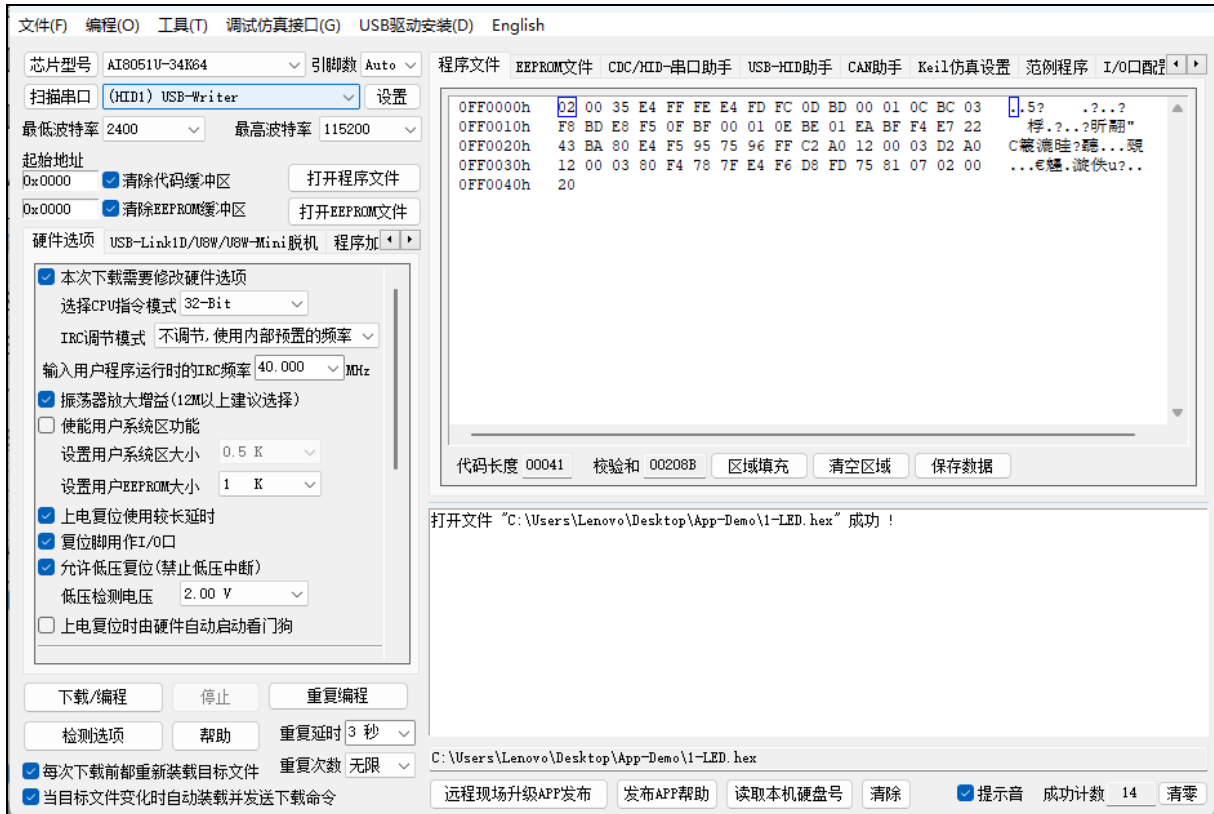 文件(F) 编程(O) 工具(T) 调试仿真接口(G) USB驱动安装(D) English
芯片型号 AI8051U-34K64 引脚数 Auto
扫描串口 (HID1) USB-Writer 设置
最低波特率 2400 最高波特率 115200
起始地址
0x0000 清除代码缓冲区 打开程序文件
0x0000 清除EEPROM缓冲区 打开EEPROM文件
硬件选项 USB-Link1D/U8W/U8W-Mini脱机 程序加
本次下载需要修改硬件选项
选择CPU指令模式 32-Bit
IRC调节模式 不调节,使用内部预置的频率
输入用户程序运行时的IRC频率 40.000 MHz
振荡器放大增益(12M以上建议选择)
使能用户系统区功能
设置用户系统区大小 0.5 K
设置用户EEPROM大小 1 K
上电复位使用较长延时
复位脚用作I/O口
允许低压复位(禁止低压中断)
低压检测电压 2.00 V
上电复位时由硬件自动启动看门狗
下载/编程 停止 重复编程
检测选项 帮助 重复延时 3 秒
每次下载前都重新装载目标文件 重复次数 无限
当目标文件变化时自动装载并发送下载命令
程序文件 EEPROM文件 CDC/HID-串口助手 USB-HID助手 CAN助手 Keil仿真设置 范例程序 I/O口配
0FF0000h 02 00 35 E4 FF FE E4 FD FC 0D BD 00 01 0C BC 03 ..5? .?..?
0FF0010h F8 BD E8 F5 0F BF 00 01 0E BE 01 EA BF F4 E7 22
0FF0020h 43 BA 80 E4 F5 95 75 96 FF C2 A0 12 00 03 D2 A0
0FF0030h 12 00 03 80 F4 78 7F E4 F6 D8 FD 75 81 07 02 00
0FF0040h 20
代码长度 00041 校验和 00208B 区域填充 清空区域 保存数据
打开文件 "C:\Users\Lenovo\Desktop\App-Demo\1-LED.hex" 成功 !
C:\Users\Lenovo\Desktop\App-Demo\1-LED.hex
远程现场升级APP发布 发布APP帮助 读取本机硬盘号 清除 提示音 成功计数 14 清零